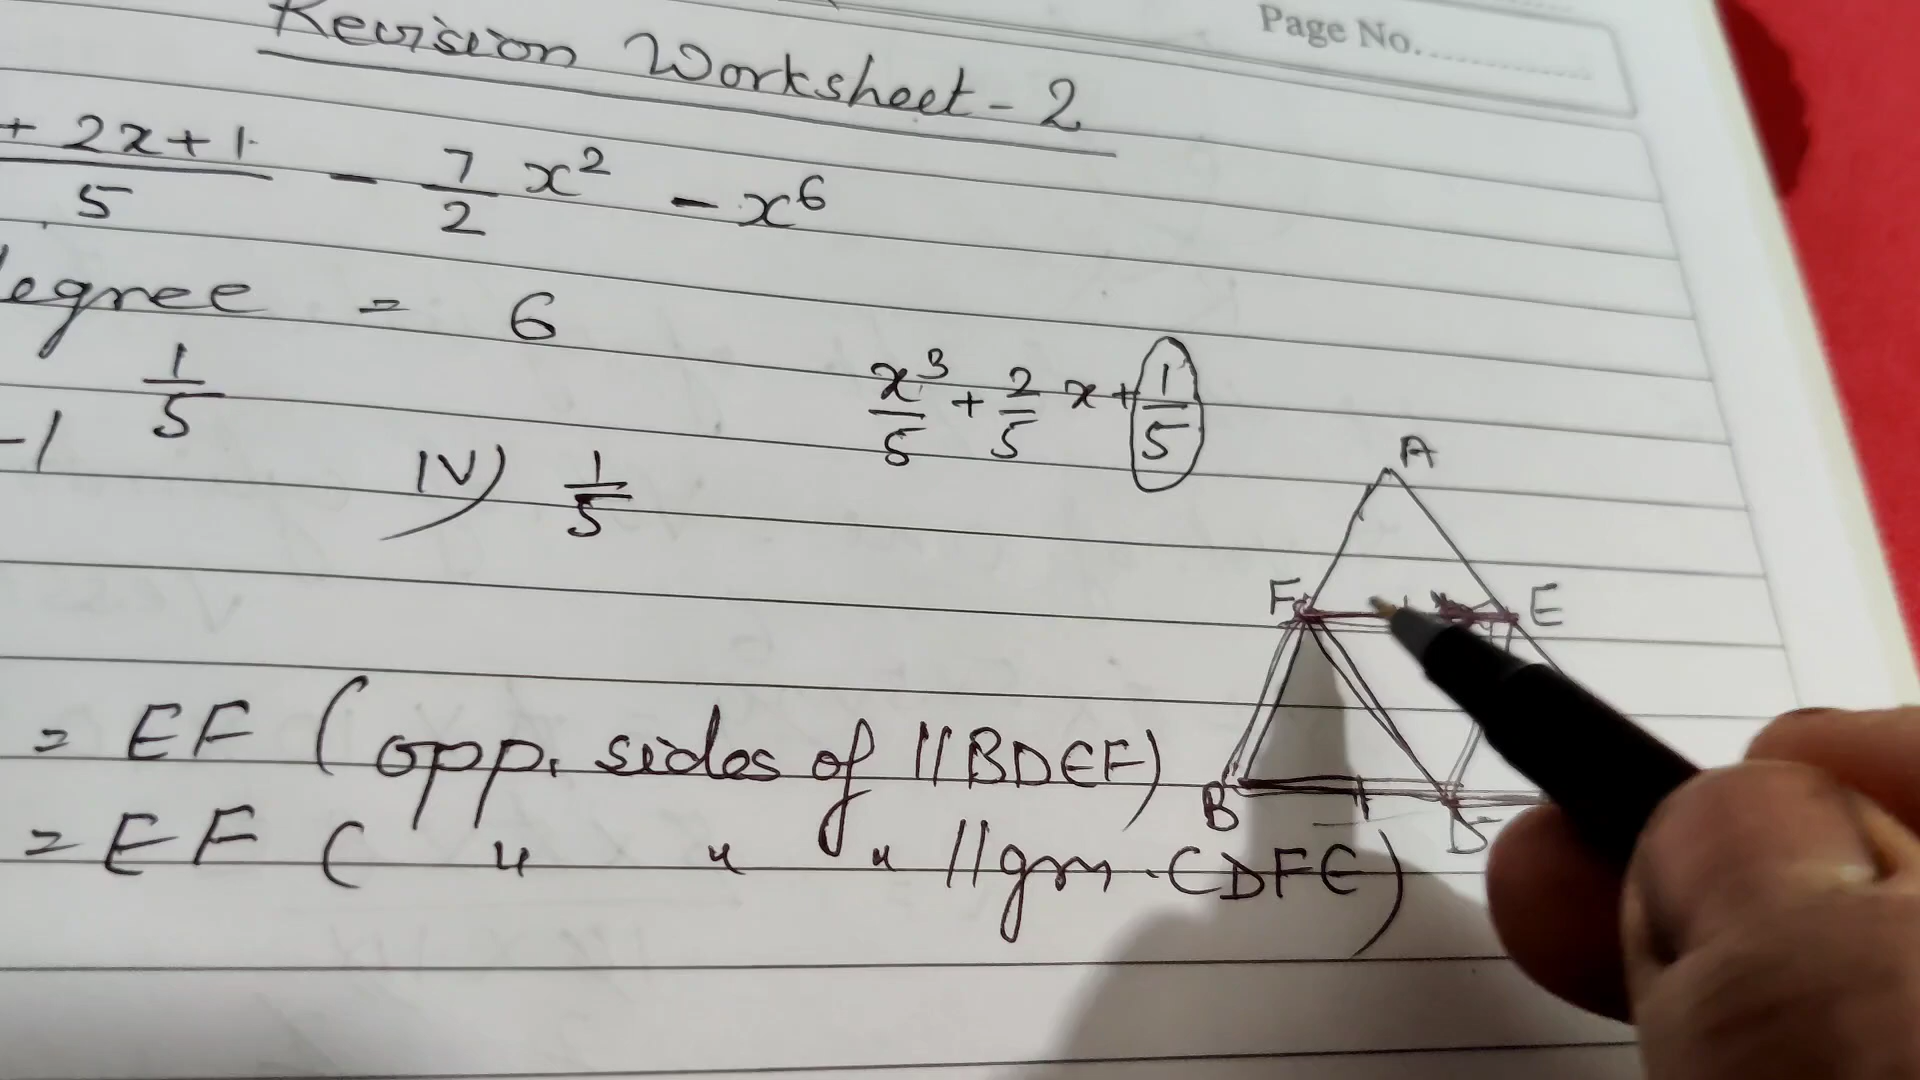 Page No.
Revision Worksheet - 2
+ 2x + 1 / 5 - 7/2 x² - x⁶
degree = 6
1/5
x³/5 + 2/5 x + 1/5
-1
IV) 1/5
A
F E
= EF (opp. sides of // BDEF)
B D
= EF ( " " " //gm CDFE)